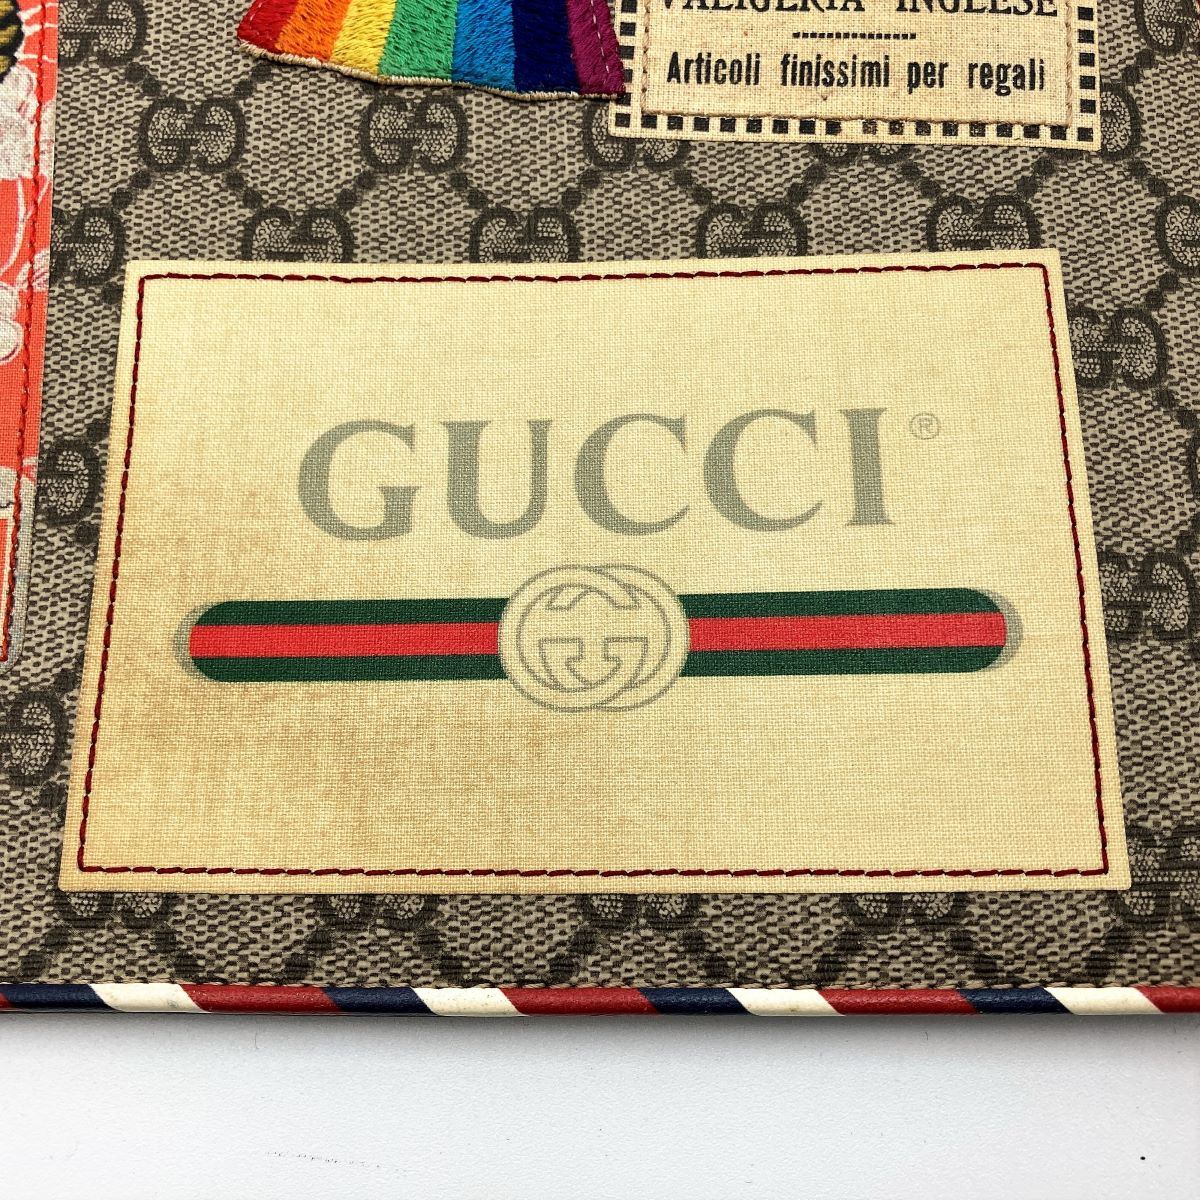 VALIGERIA INGLESE
Articoli finissimi per regali
GUCCI ®